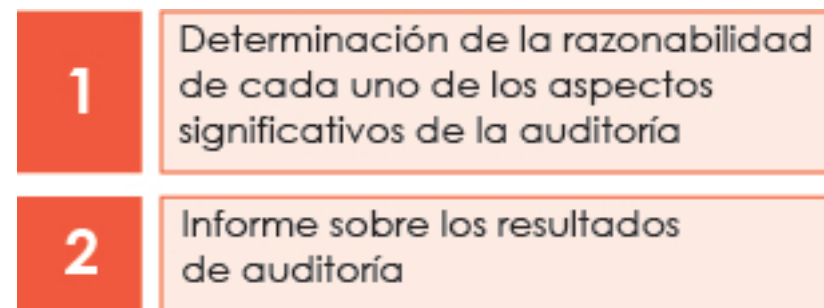 1
Determinación de la razonabilidad
de cada uno de los aspectos
significativos de la auditoría
2
Informe sobre los resultados
de auditoría